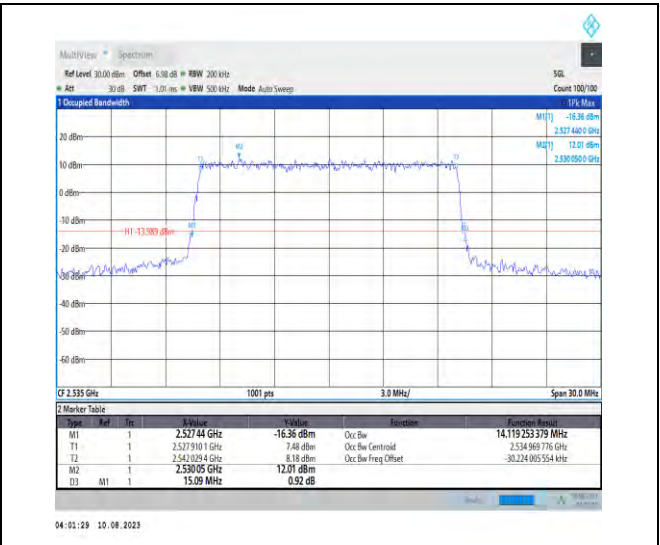 MultiView Spectrum
Ref Level 30.00 dBm Offset 6.98 dB RBW 200 kHz SGL
Att 30 dB SWT 1.01 ms VBW 500 kHz Mode Auto Sweep Count 100/100
1 Occupied Bandwidth 1Pk Max
M1[1] -16.36 dBm
2.527 440 0 GHz
M2[1] 12.01 dBm
2.530 050 0 GHz
20 dBm
M2
T1
T2
10 dBm
0 dBm
-10 dBm
H1 -13.989 dBm
M1
-20 dBm
-30 dBm
-40 dBm
-50 dBm
-60 dBm
CF 2.535 GHz 1001 pts 3.0 MHz/ Span 30.0 MHz
2 Marker Table
Type Ref Trc X-Value Y-Value Function Function Result
M1 1 2.52744 GHz -16.36 dBm Occ Bw 14.119 253 379 MHz
T1 1 2.527 910 1 GHz 7.48 dBm Occ Bw Centroid 2.534 969 776 GHz
T2 1 2.542 029 4 GHz 8.18 dBm Occ Bw Freq Offset -30.224 005 554 kHz
M2 1 2.53005 GHz 12.01 dBm
D3 M1 1 15.09 MHz 0.92 dB
04:01:29 10.08.2023